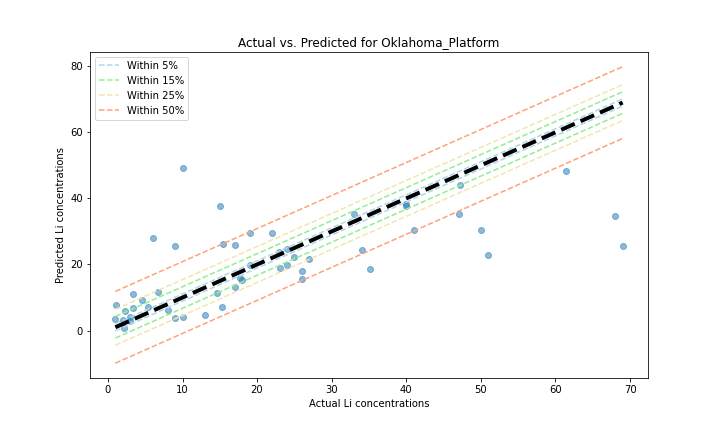 Actual vs. Predicted for Oklahoma_Platform
Within 5%
Within 15%
Within 25%
Within 50%
80
60
40
20
0
Predicted Li concentrations
0 10 20 30 40 50 60 70
Actual Li concentrations